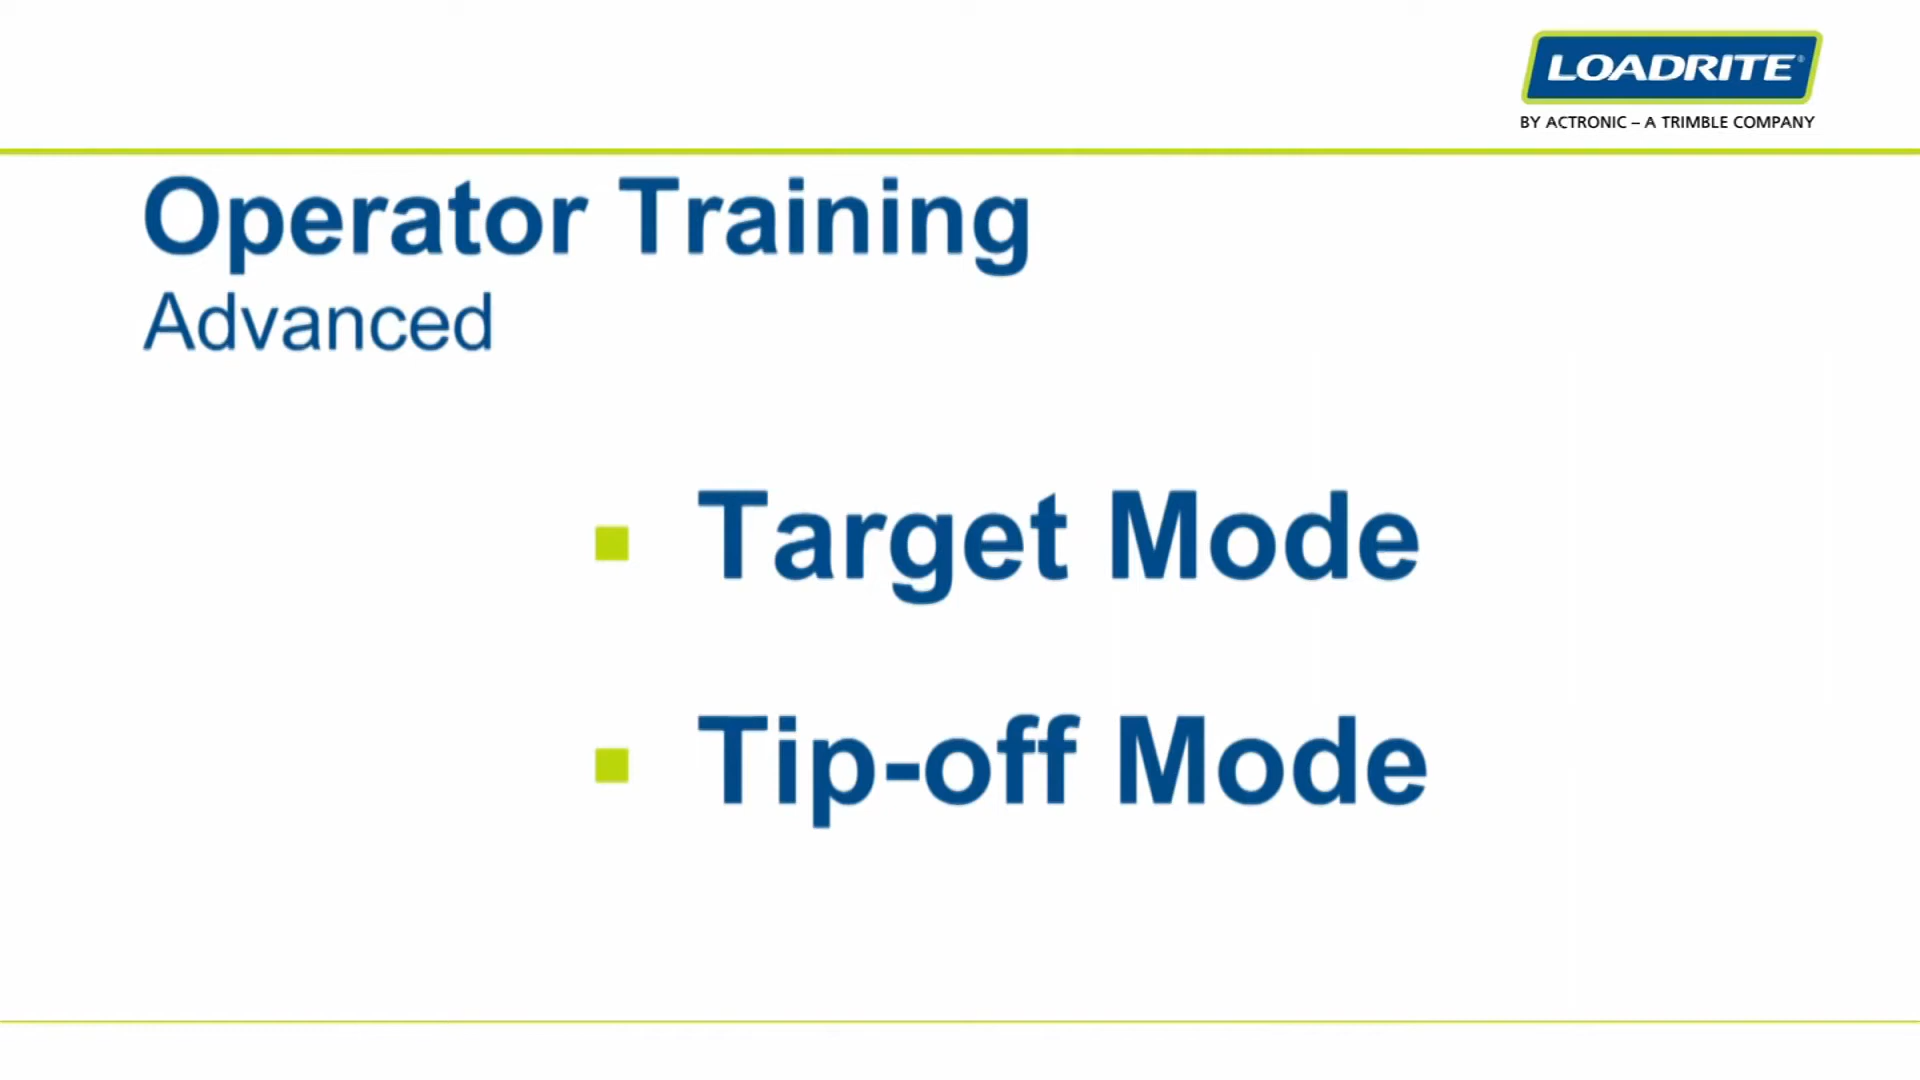 LOADRITE®
BY ACTRONIC – A TRIMBLE COMPANY
Operator Training
Advanced
Target Mode
Tip-off Mode